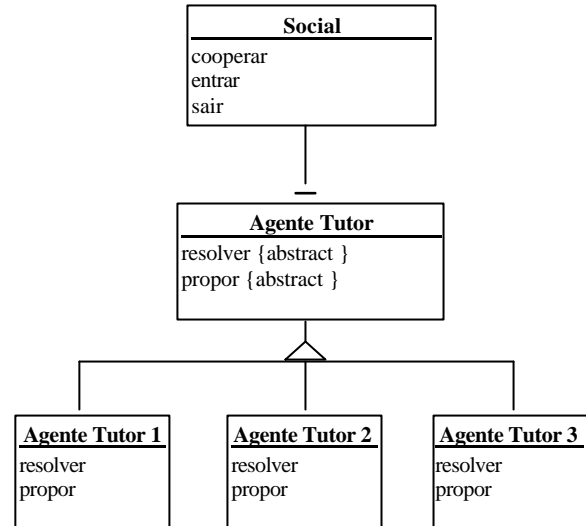 Social
cooperar
entrar
sair
Agente Tutor
resolver {abstract }
propor {abstract }
Agente Tutor 1
resolver
propor
Agente Tutor 2
resolver
propor
Agente Tutor 3
resolver
propor